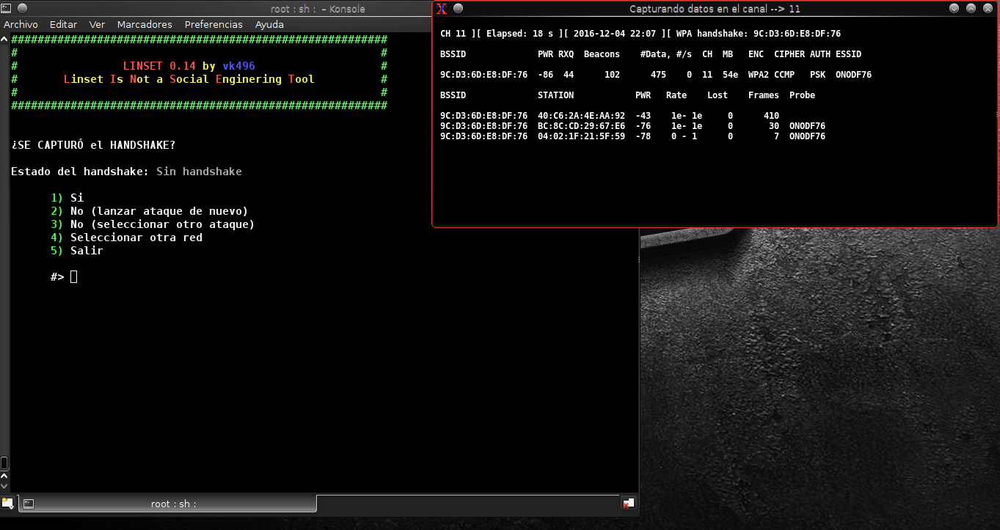 root : sh : – Konsole
Archivo Editar Ver Marcadores Preferencias Ayuda
#########################################################
# #
# LINSET 0.14 by vk496 #
# Linset Is Not a Social Enginering Tool #
# #
#########################################################
¿SE CAPTURÓ el HANDSHAKE?
Estado del handshake: Sin handshake
1) Si
2) No (lanzar ataque de nuevo)
3) No (seleccionar otro ataque)
4) Seleccionar otra red
5) Salir
#>
root : sh :
Capturando datos en el canal --> 11
CH 11 ][ Elapsed: 18 s ][ 2016-12-04 22:07 ][ WPA handshake: 9C:D3:6D:E8:DF:76
BSSID PWR RXQ Beacons #Data, #/s CH MB ENC CIPHER AUTH ESSID
9C:D3:6D:E8:DF:76 -86 44 102 475 0 11 54e WPA2 CCMP PSK ONODF76
BSSID STATION PWR Rate Lost Frames Probe
9C:D3:6D:E8:DF:76 40:C6:2A:4E:AA:92 -43 1e- 1e 0 410
9C:D3:6D:E8:DF:76 BC:8C:CD:29:67:E6 -76 1e- 1e 0 30 ONODF76
9C:D3:6D:E8:DF:76 04:02:1F:21:5F:59 -78 0 - 1 0 7 ONODF76